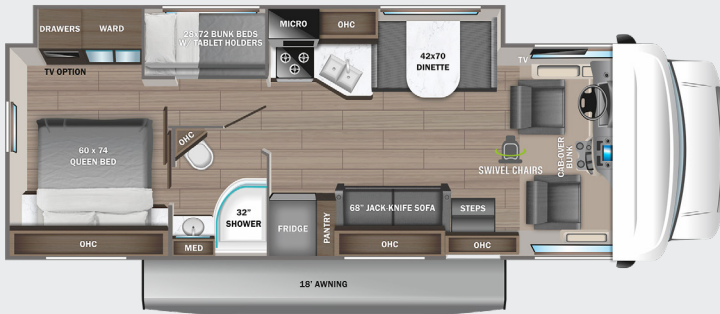 DRAWERS
WARD
TV OPTION
28x72 BUNK BEDS
W/ TABLET HOLDERS
MICRO
OHC
42x70
DINETTE
TV
60 x 74
QUEEN BED
OHC
SWIVEL CHAIRS
CAB-OVER
BUNK
32"
SHOWER
FRIDGE
PANTRY
68" JACK-KNIFE SOFA
STEPS
OHC
MED
OHC
OHC
18' AWNING